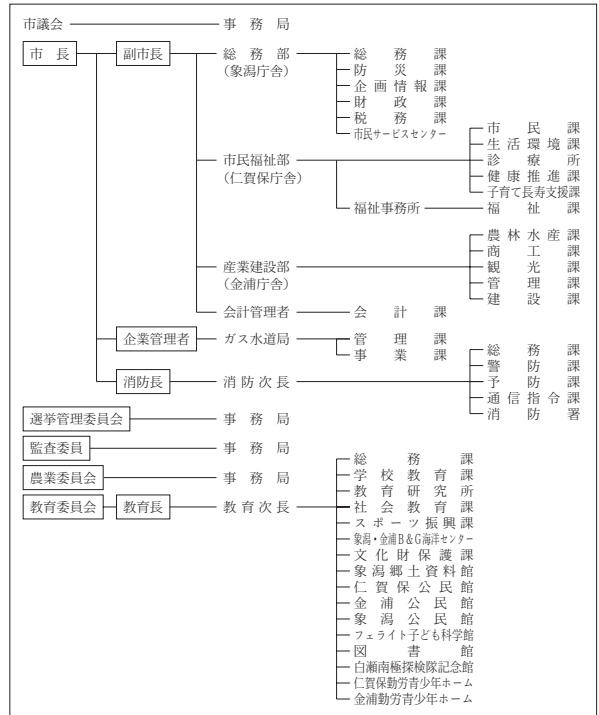 市議会 事務局
市長 副市長 総務部 総務課
(象潟庁舎) 防災課
企画情報課
財政課
税務課
市民サービスセンター
市民課
生活環境課
市民福祉部 診療所
(仁賀保庁舎) 健康推進課
子育て長寿支援課
福祉事務所 福祉課
農林水産課
商工課
産業建設部 観光課
(金浦庁舎) 管理課
建設課
会計管理者 会計課
企業管理者 ガス水道局 管理課
事業課
総務課
警防課
消防長 消防次長 予防課
通信指令課
消防署
選挙管理委員会 事務局
監査委員 事務局
農業委員会 事務局
総務課
学校教育課
教育研究所
教育委員会 教育長 教育次長 社会教育課
スポーツ振興課
象潟・金浦B&G海洋センター
文化財保護課
象潟郷土資料館
仁賀保公民館
金浦公民館
象潟公民館
フェライト子ども科学館
図書館
白瀬南極探検隊記念館
仁賀保勤労青少年ホーム
金浦勤労青少年ホーム